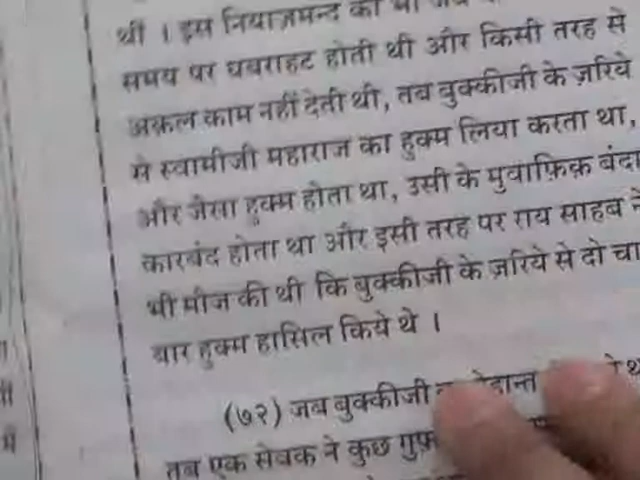 थी । इस नियाज़मन्द को भी जब
समय पर घबराहट होती थी और किसी तरह से
अक़ल काम नहीं देती थी, तब बुक्कीजी के ज़रिये
से स्वामीजी महाराज का हुक्म लिया करता था,
और जैसा हुक्म होता था, उसी के मुवाफ़िक़ बंदा
कारबंद होता था और इसी तरह पर राय साहब ने
भी मौज की थी कि बुक्कीजी के ज़रिये से दो चा
बार हुक्म हासिल किये थे ।
(७२) जब बुक्कीजी देहान्त
तब एक सेवक ने कुछ